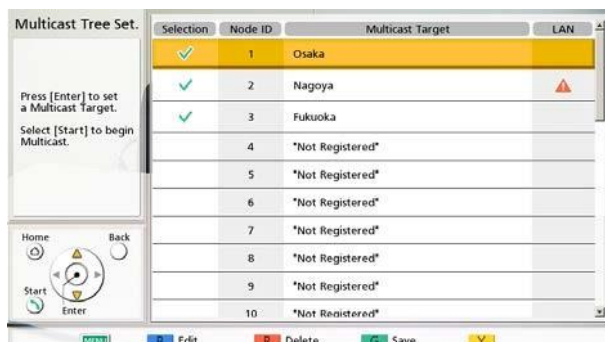 Multicast Tree Set.
Press [Enter] to set
a Multicast Target.
Select [Start] to begin
Multicast.
Home
Back
Start
Enter
Selection Node ID Multicast Target LAN
1 Osaka
2 Nagoya
3 Fukuoka
4 *Not Registered*
5 *Not Registered*
6 *Not Registered*
7 *Not Registered*
8 *Not Registered*
9 *Not Registered*
10 *Not Registered*
MENU B Edit R Delete G Save Y